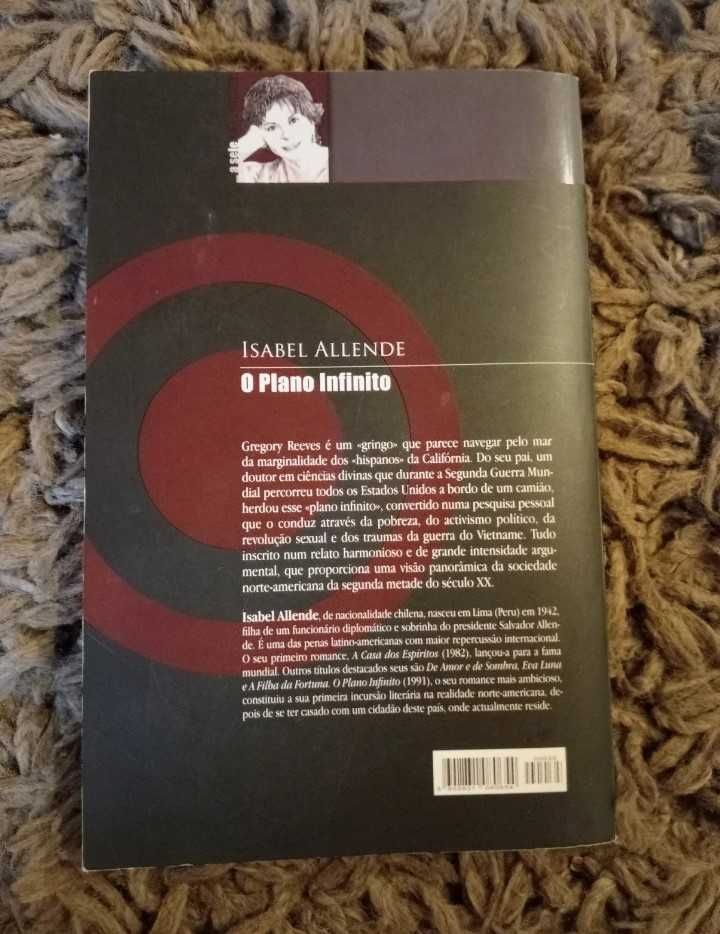 a sete
ISABEL ALLENDE
O Plano Infinito
Gregory Reeves é um «gringo» que parece navegar pelo mar
da marginalidade dos «hispanos» da Califórnia. Do seu pai, um
doutor em ciências divinas que durante a Segunda Guerra Mun-
dial percorreu todos os Estados Unidos a bordo de um camião,
herdou esse «plano infinito», convertido numa pesquisa pessoal
que o conduz através da pobreza, do activismo político, da
revolução sexual e dos traumas da guerra do Vietname. Tudo
inscrito num relato harmonioso e de grande intensidade argu-
mental, que proporciona uma visão panorâmica da sociedade
norte-americana da segunda metade do século XX.
Isabel Allende, de nacionalidade chilena, nasceu em Lima (Peru) em 1942,
filha de um funcionário diplomático e sobrinha do presidente Salvador Allen-
de. É uma das penas latino-americanas com maior repercussão internacional.
O seu primeiro romance, A Casa dos Espíritos (1982), lançou-a para a fama
mundial. Outros títulos destacados seus são De Amor e de Sombra, Eva Luna
e A Filha da Fortuna. O Plano Infinito (1991), o seu romance mais ambicioso,
constituiu a sua primeira incursão literária na realidade norte-americana, de-
pois de se ter casado com um cidadão deste país, onde actualmente reside.